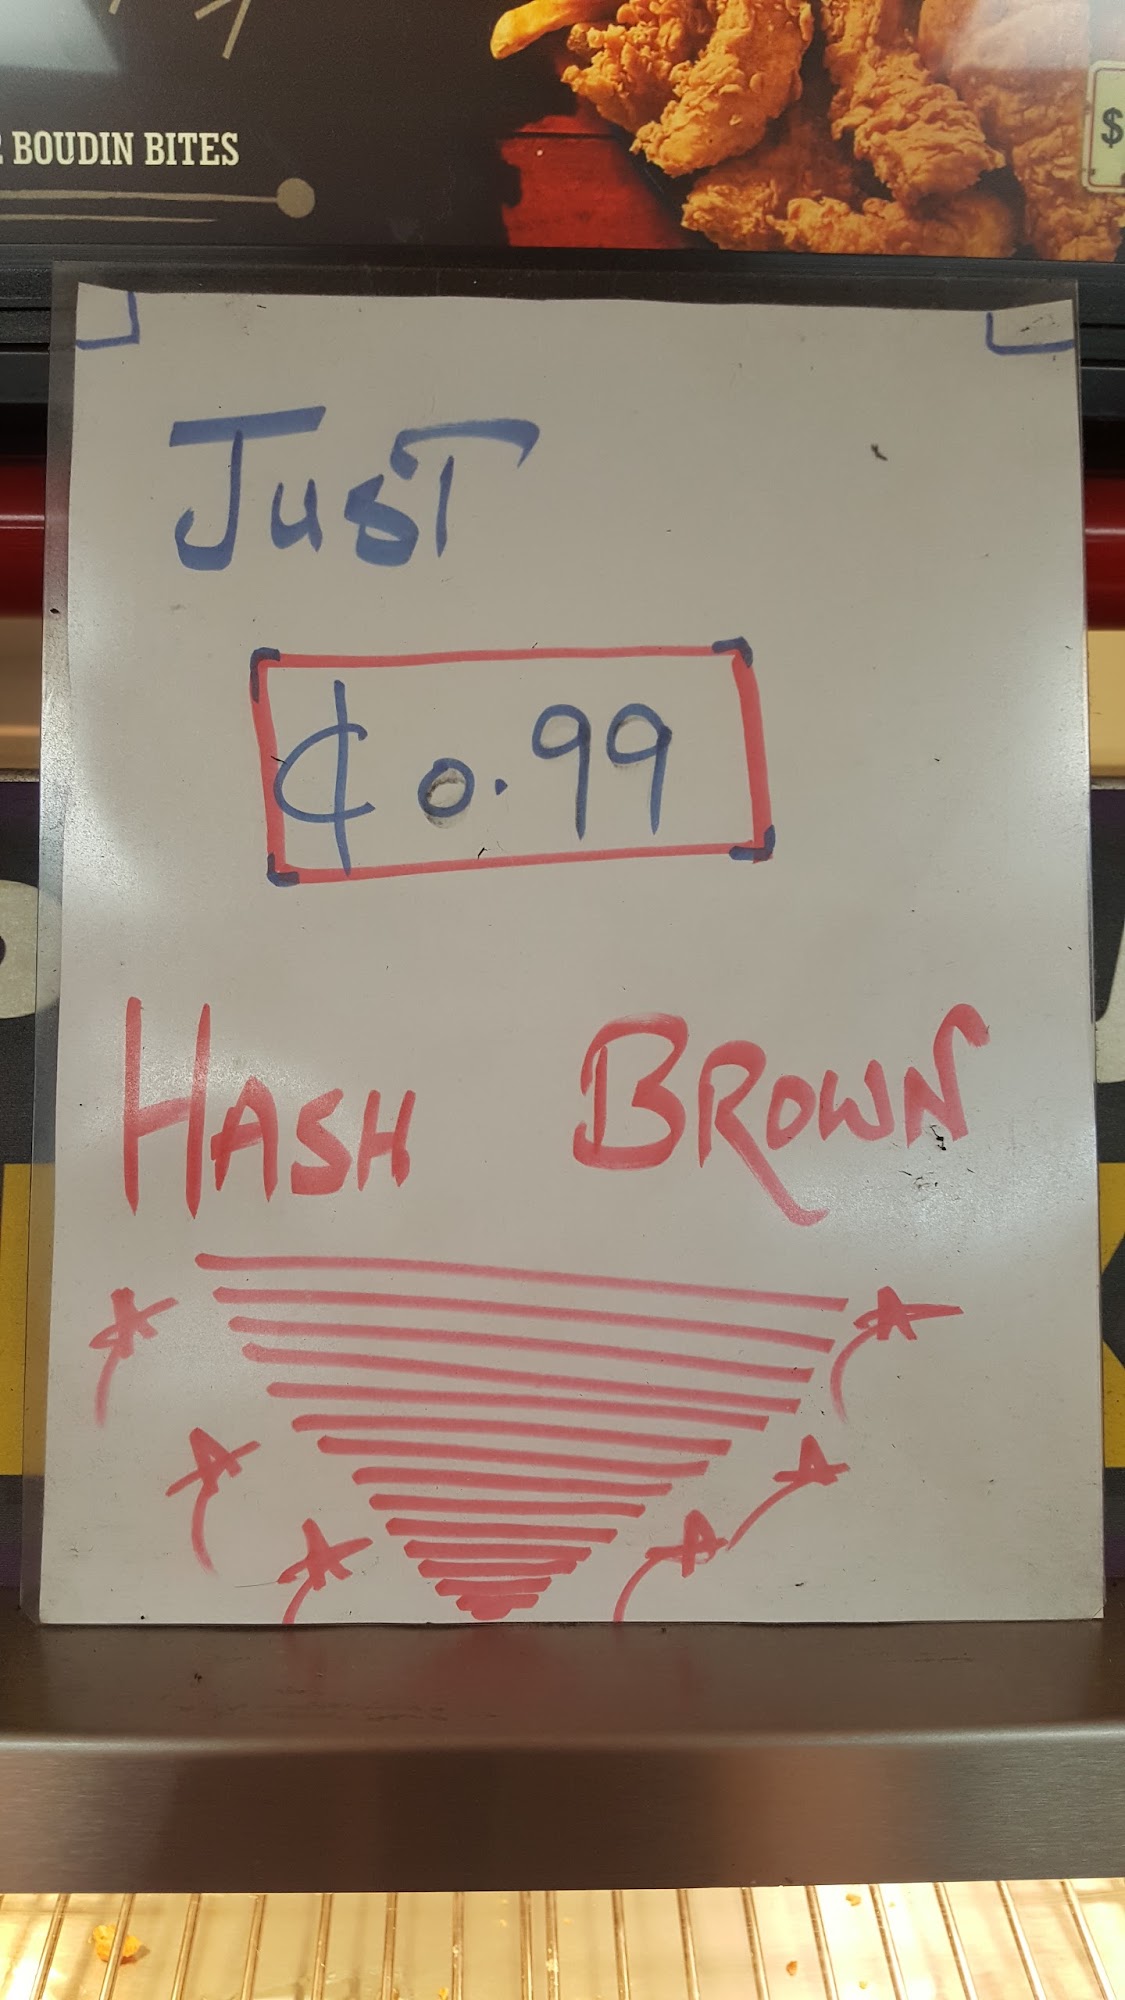 BOUDIN BITES
$
Just
¢ 0.99
HASH BROWN